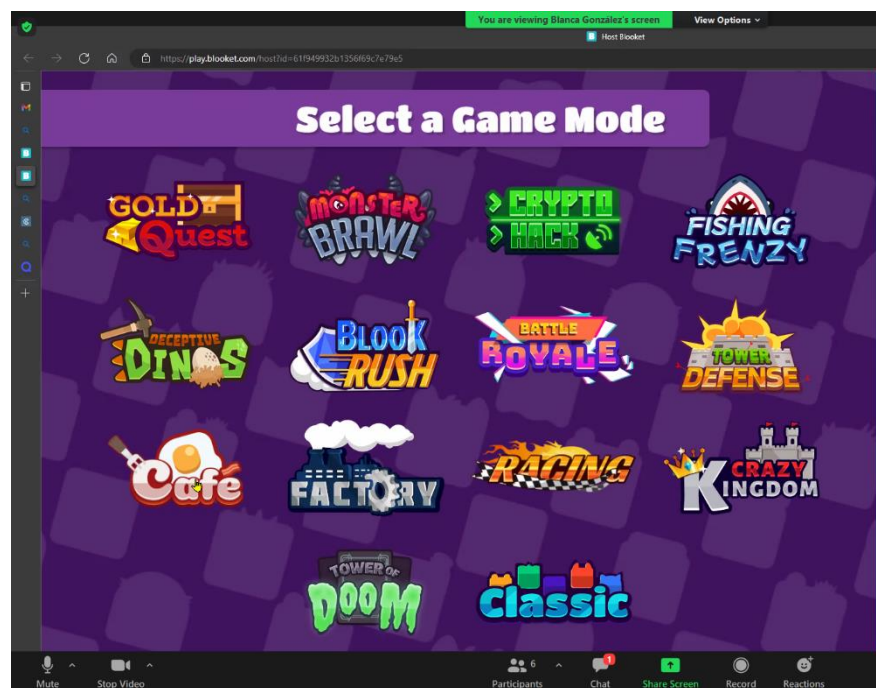 You are viewing Blanca González's screen
View Options
Host Blooket
https://play.blooket.com/host?id=61f949932b1356f69c7e79e5
Select a Game Mode
GOLD Quest
MONSTER BRAWL
> CRYPTO
> HACK
FISHING FRENZY
DECEPTIVE DINOS
BLOOK RUSH
BATTLE ROYALE
TOWER DEFENSE
Cafe
FACTORY
RACING
CRAZY KINGDOM
TOWER OF DOOM
Classic
Mute
Stop Video
6
Participants
1
Chat
Share Screen
Record
Reactions